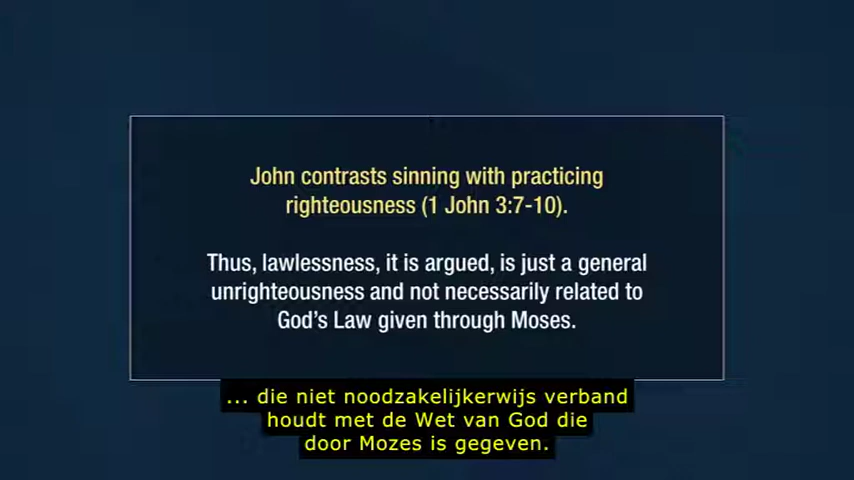 John contrasts sinning with practicing
righteousness (1 John 3:7-10).
Thus, lawlessness, it is argued, is just a general
unrighteousness and not necessarily related to
God's Law given through Moses.
... die niet noodzakelijkerwijs verband
houdt met de Wet van God die
door Mozes is gegeven.